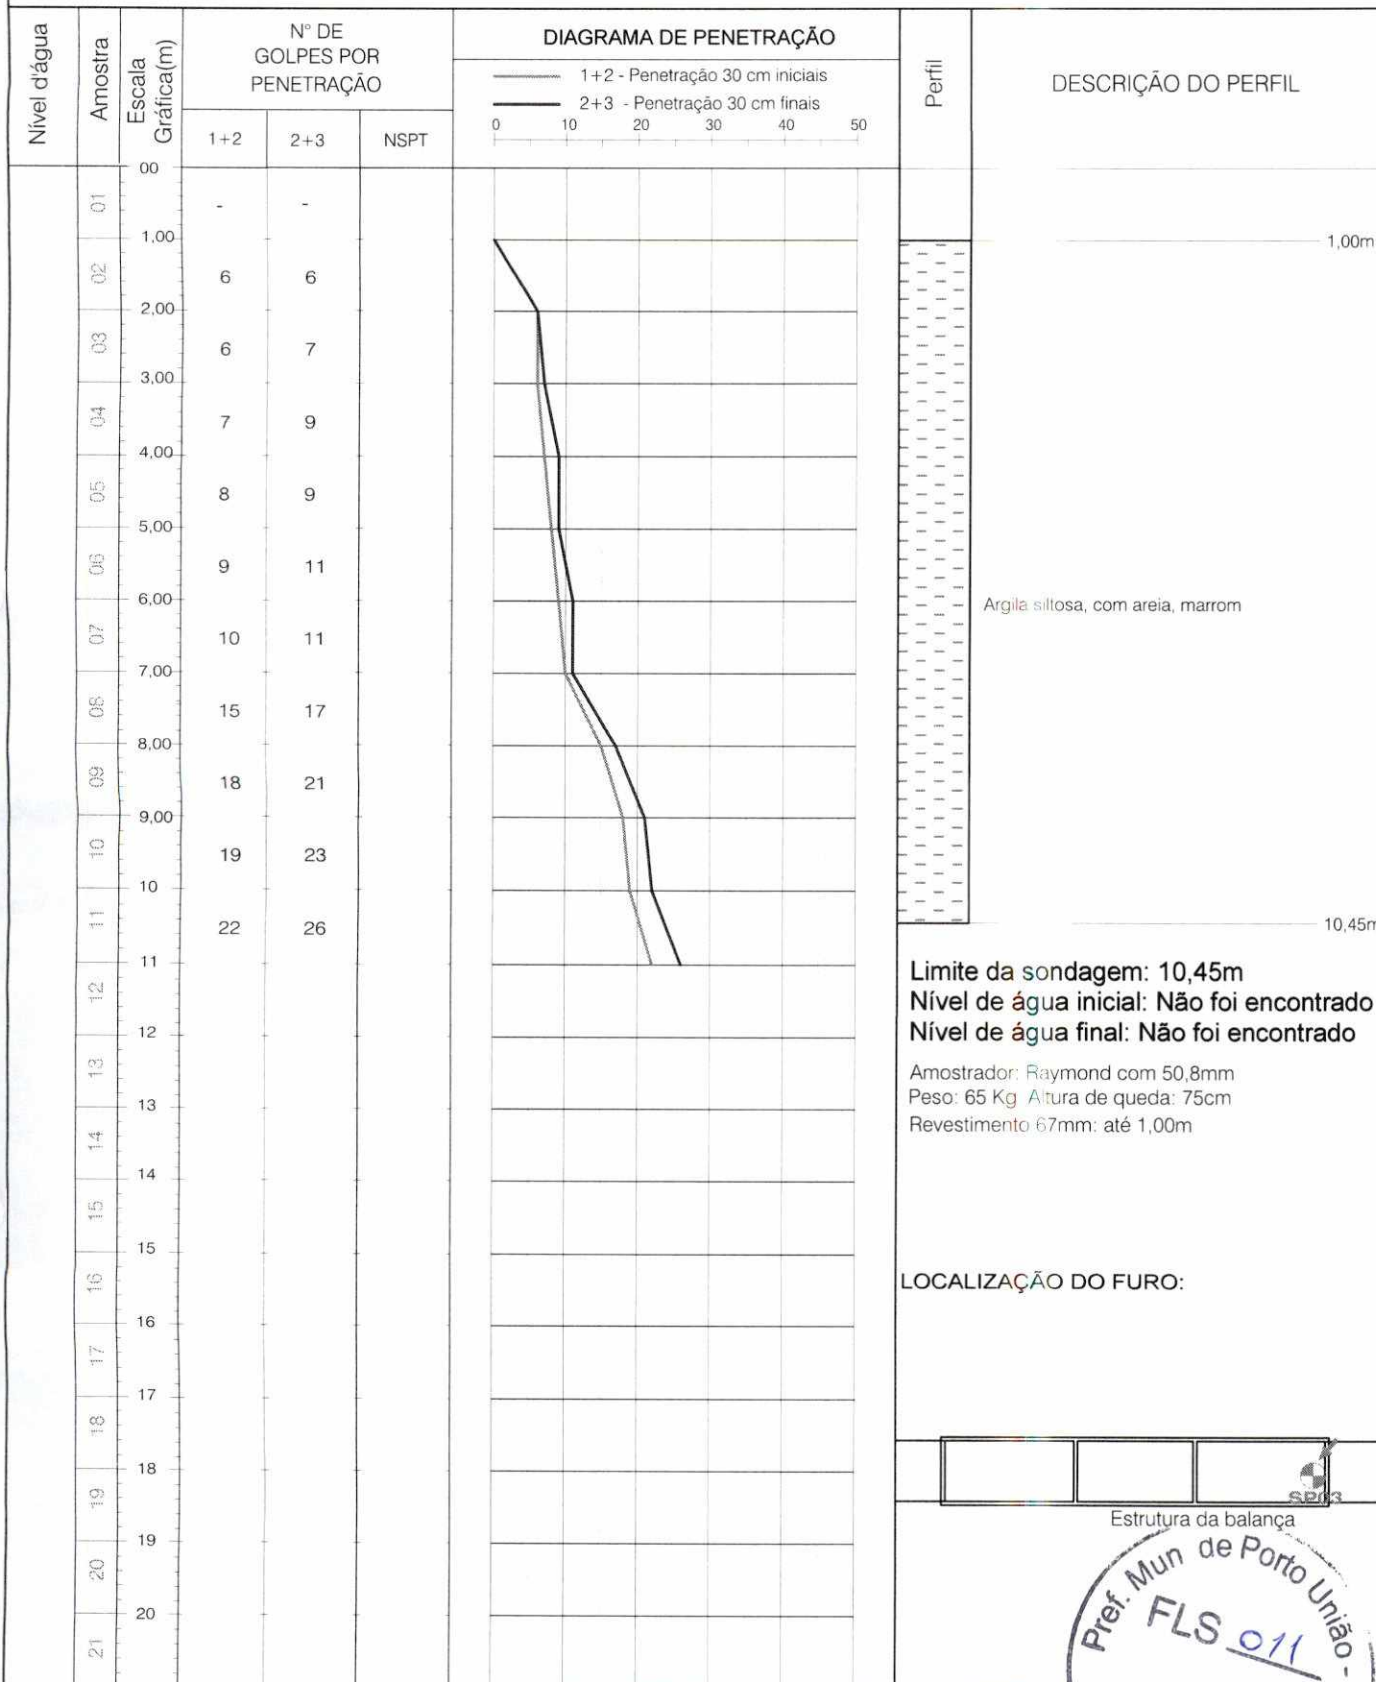 Nível d'água
Amostra
Escala
Gráfica(m)
N° DE
GOLPES POR
PENETRAÇÃO
1+2 2+3 NSPT
DIAGRAMA DE PENETRAÇÃO
1+2 - Penetração 30 cm iniciais
2+3 - Penetração 30 cm finais
0 10 20 30 40 50
Perfil
DESCRIÇÃO DO PERFIL
00
01 - -
1,00
1,00m
02 6 6
2,00
03 6 7
3,00
04 7 9
4,00
05 8 9
5,00
06 9 11
6,00
Argila siltosa, com areia, marrom
07 10 11
7,00
08 15 17
8,00
09 18 21
9,00
10 19 23
10
11 22 26
10,45m
11
12
12
13
13
14
14
15
15
16
16
17
17
18
18
19
19
20
20
21
Limite da sondagem: 10,45m
Nível de água inicial: Não foi encontrado
Nível de água final: Não foi encontrado
Amostrador: Raymond com 50,8mm
Peso: 65 Kg Altura de queda: 75cm
Revestimento 67mm: até 1,00m
LOCALIZAÇÃO DO FURO:
SP03
Estrutura da balança
Pref. Mun de Porto União -
FLS 011